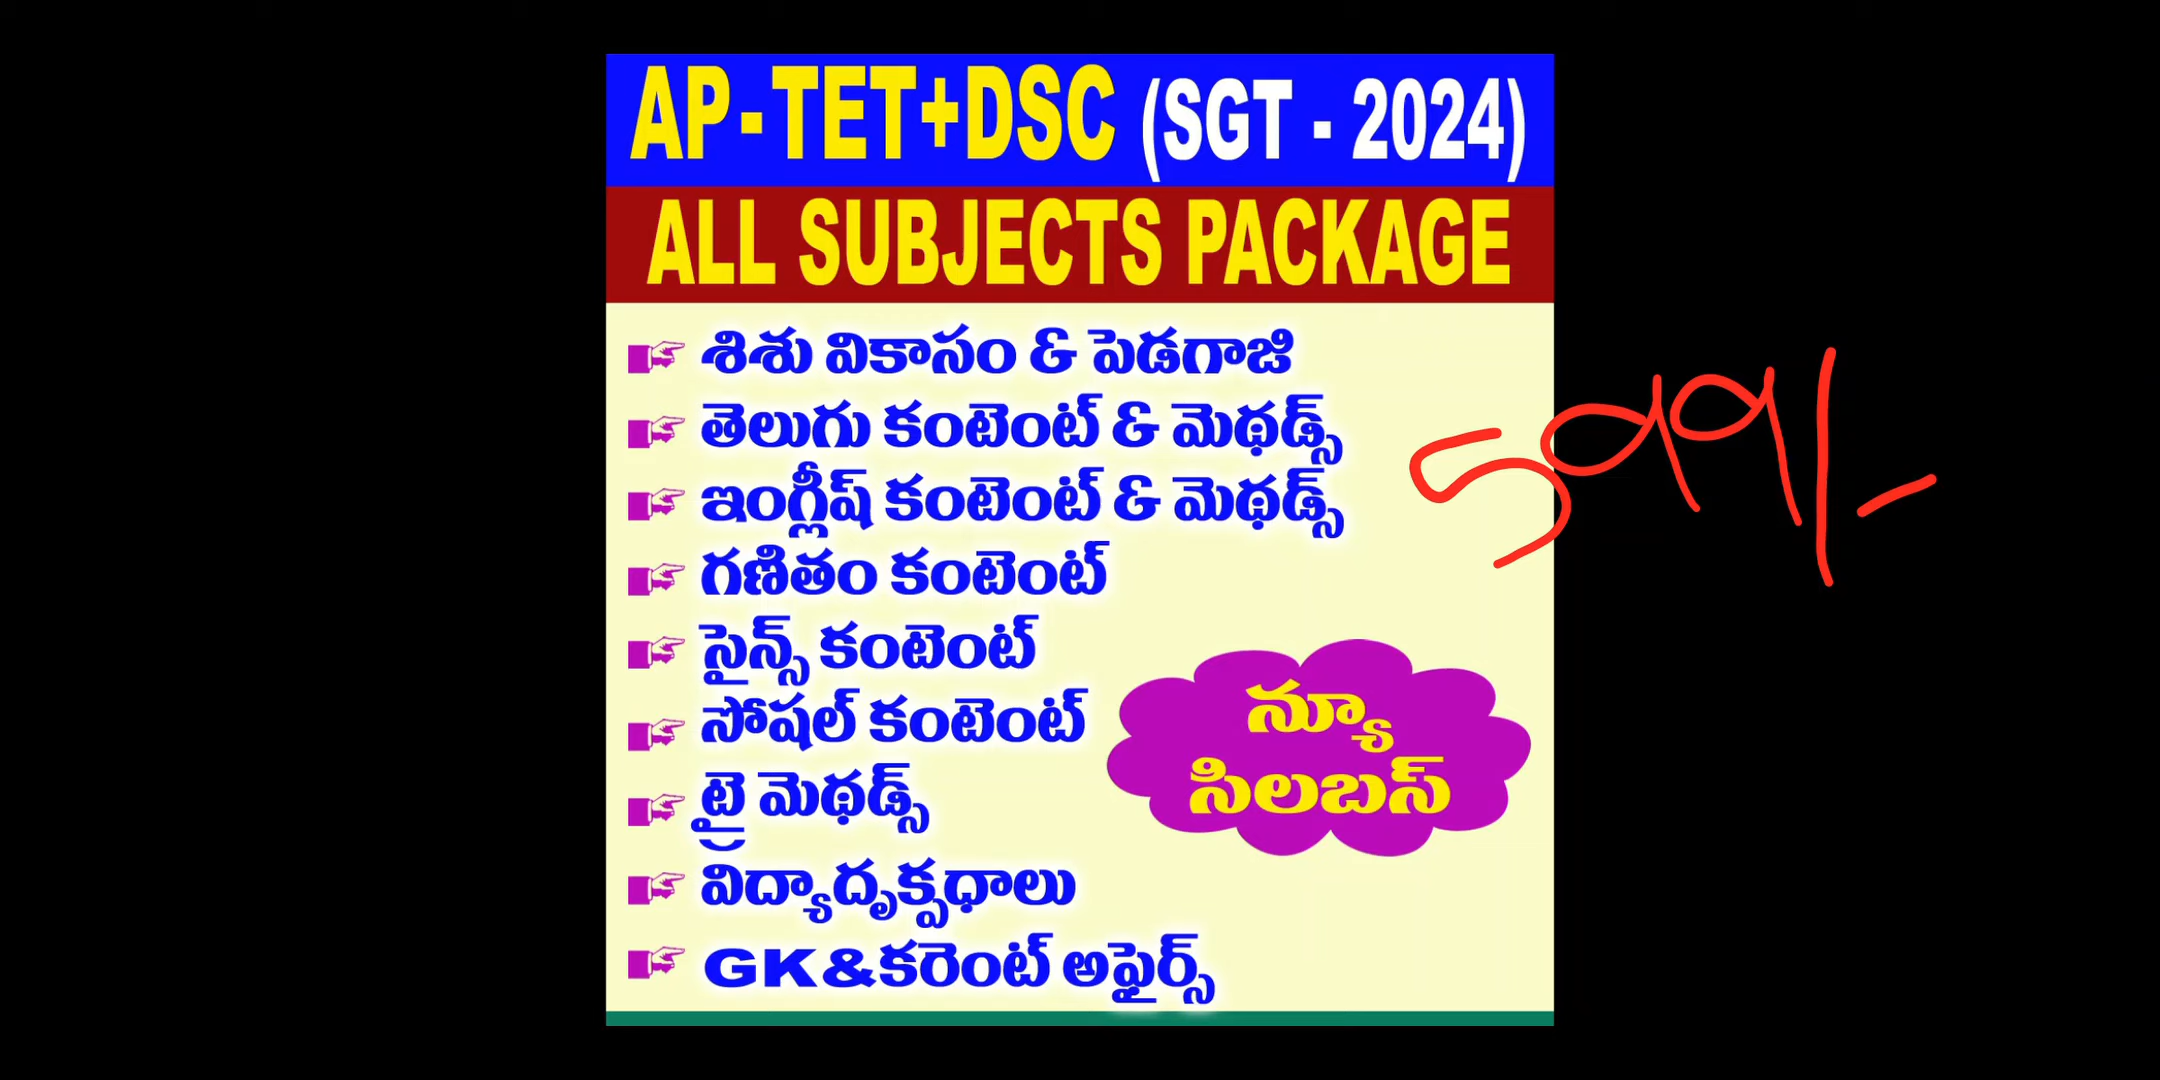 AP-TET+DSC (SGT - 2024)
ALL SUBJECTS PACKAGE
శిశు వికాసం & పెడగాజి
తెలుగు కంటెంట్ & మెథడ్స్
ఇంగ్లీష్ కంటెంట్ & మెథడ్స్
599/-
గణితం కంటెంట్
సైన్స్ కంటెంట్
సోషల్ కంటెంట్
ట్రై మెథడ్స్
విద్యాదృక్పధాలు
GK&కరెంట్ అఫైర్స్
న్యూ
సిలబస్